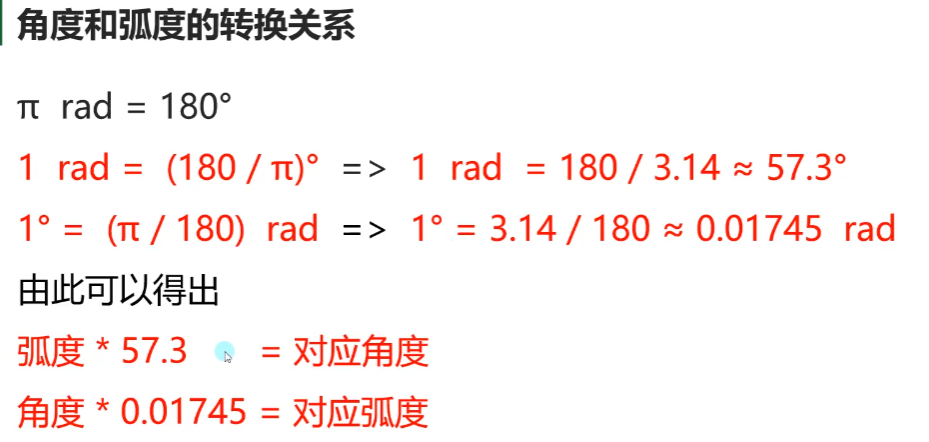 角度和弧度的转换关系
π rad = 180°
1 rad = (180 / π)° => 1 rad = 180 / 3.14 ≈ 57.3°
1° = (π / 180) rad => 1° = 3.14 / 180 ≈ 0.01745 rad
由此可以得出
弧度 * 57.3 = 对应角度
角度 * 0.01745 = 对应弧度